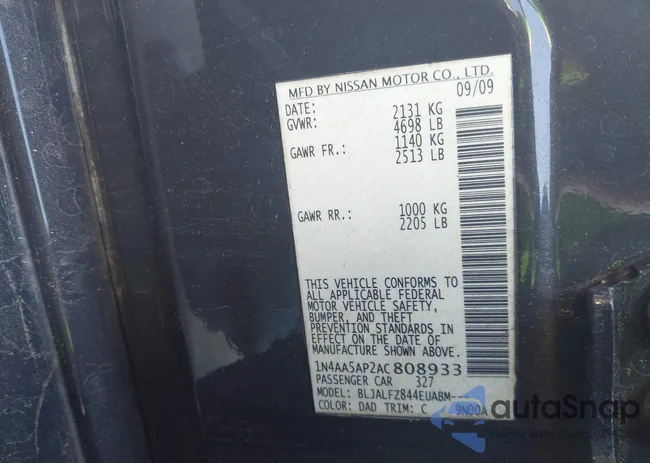 MFD BY NISSAN MOTOR CO., LTD.
DATE: 09/09
GVWR: 2131 KG
4698 LB
GAWR FR.: 1140 KG
2513 LB
GAWR RR.: 1000 KG
2205 LB
THIS VEHICLE CONFORMS TO
ALL APPLICABLE FEDERAL
MOTOR VEHICLE SAFETY,
BUMPER, AND THEFT
PREVENTION STANDARDS IN
EFFECT ON THE DATE OF
MANUFACTURE SHOWN ABOVE.
1N4AA5AP2AC808933
PASSENGER CAR 327
MODEL: BLJALFZ844EUABM---
COLOR: DAD TRIM: C 9N00A
autoSnap